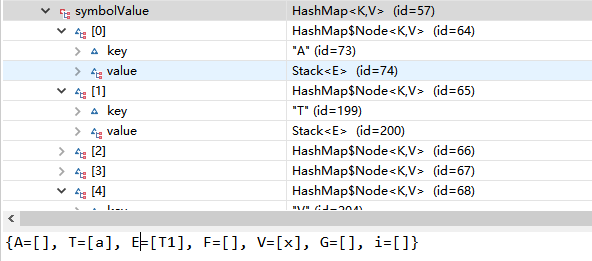 symbolValue HashMap<K,V> (id=57)
[0] HashMap$Node<K,V> (id=64)
key "A" (id=73)
value Stack<E> (id=74)
[1] HashMap$Node<K,V> (id=65)
key "T" (id=199)
value Stack<E> (id=200)
[2] HashMap$Node<K,V> (id=66)
[3] HashMap$Node<K,V> (id=67)
[4] HashMap$Node<K,V> (id=68)
{A=[], T=[a], E=[T1], F=[], V=[x], G=[], i=[]}